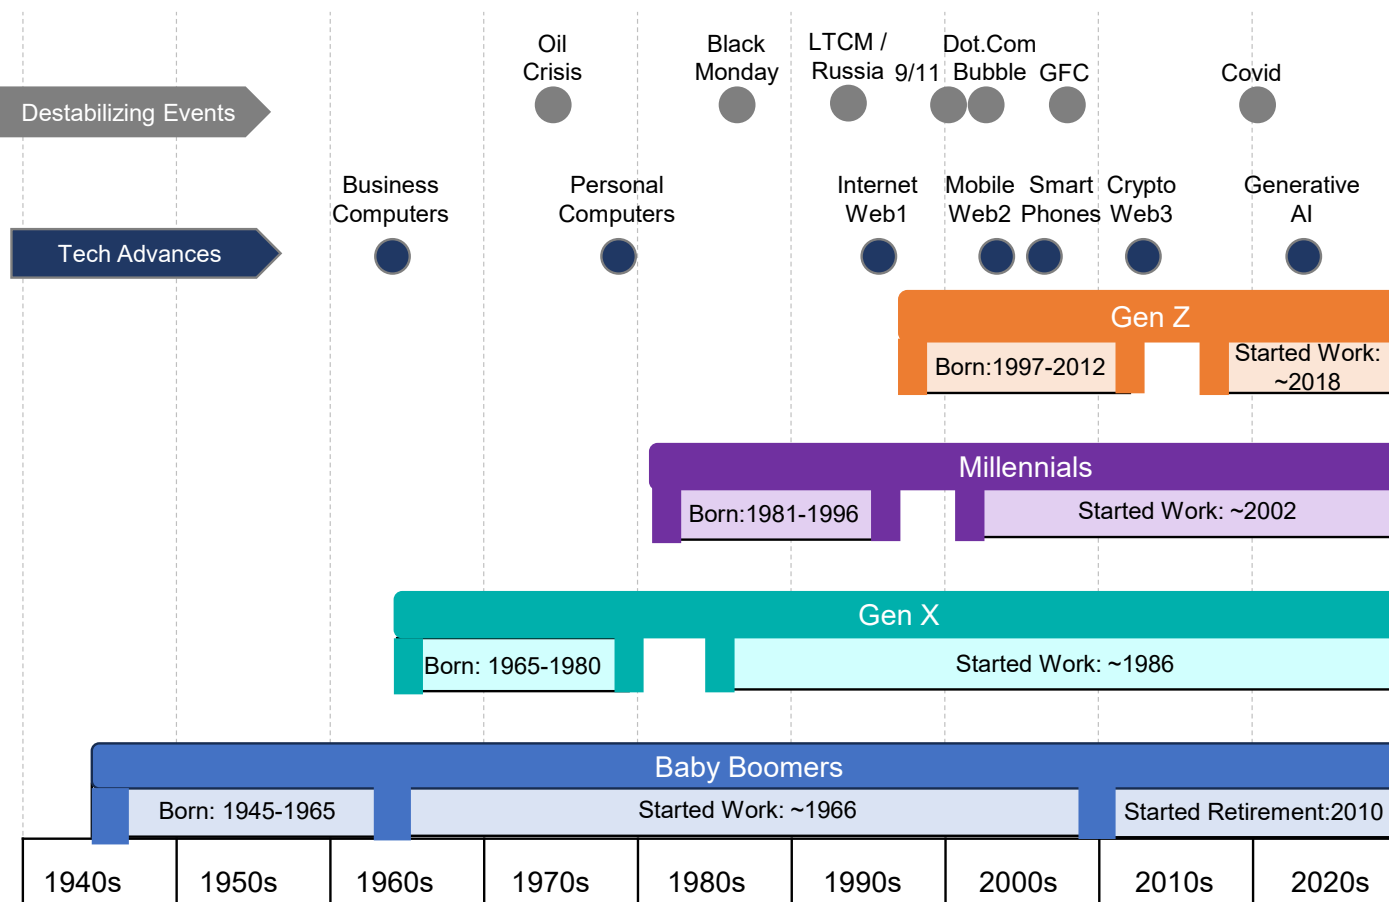 Oil
Crisis
Black
Monday
LTCM /
Russia
9/11
Dot.Com
Bubble
GFC
Covid
Destabilizing Events
Business
Computers
Personal
Computers
Internet
Web1
Mobile
Web2
Smart
Phones
Crypto
Web3
Generative
AI
Tech Advances
Gen Z
Born:1997-2012
Started Work:
~2018
Millennials
Born:1981-1996
Started Work: ~2002
Gen X
Born: 1965-1980
Started Work: ~1986
Baby Boomers
Born: 1945-1965
Started Work: ~1966
Started Retirement:2010
1940s
1950s
1960s
1970s
1980s
1990s
2000s
2010s
2020s